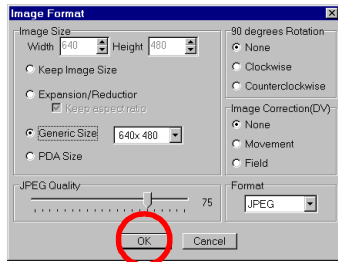 Image Format
Image Size
Width 640 Height 480
Keep Image Size
Expansion/Reduction
Keep aspect ratio
Generic Size 640x 480
PDA Size
90 degrees Rotation
None
Clockwise
Counterclockwise
Image Correction(DV)
None
Movement
Field
JPEG Quality
75
Format
JPEG
OK Cancel